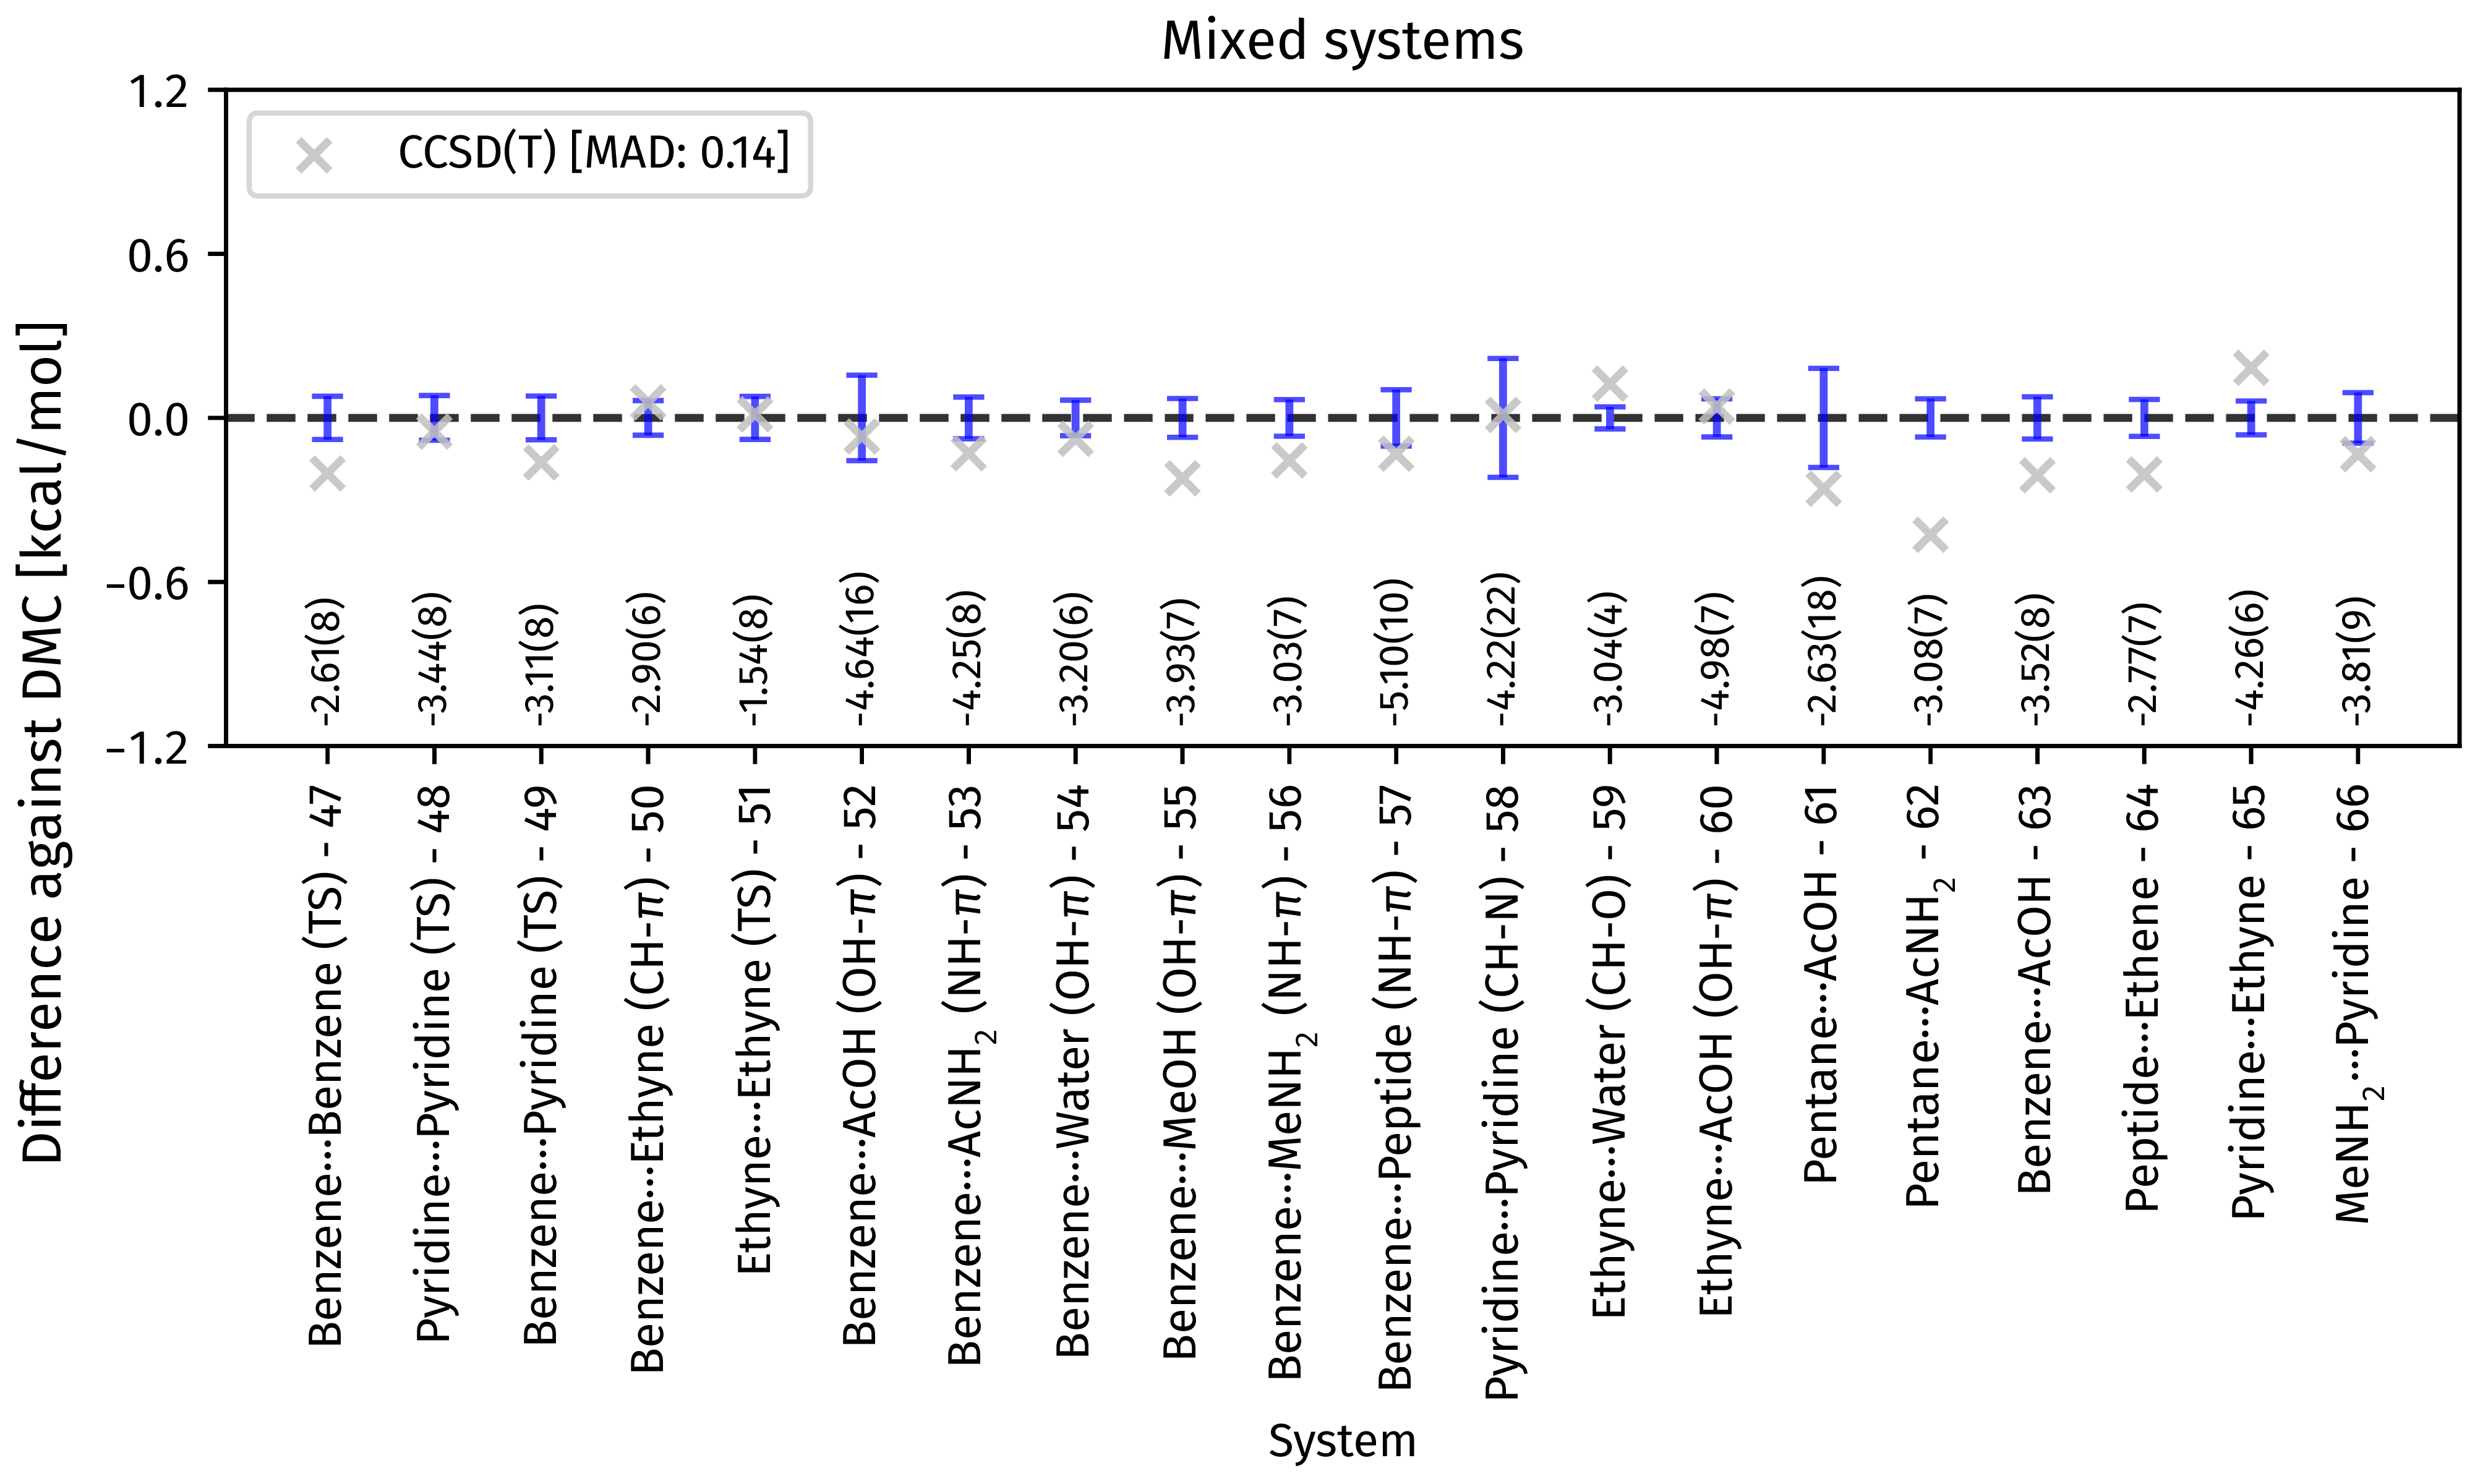 Mixed systems
Difference against DMC [kcal/mol]
1.2
0.6
0.0
−0.6
−1.2
CCSD(T) [MAD: 0.14]
-2.61(8)
-3.44(8)
-3.11(8)
-2.90(6)
-1.54(8)
-4.64(16)
-4.25(8)
-3.20(6)
-3.93(7)
-3.03(7)
-5.10(10)
-4.22(22)
-3.04(4)
-4.98(7)
-2.63(18)
-3.08(7)
-3.52(8)
-2.77(7)
-4.26(6)
-3.81(9)
Benzene···Benzene (TS) - 47
Pyridine···Pyridine (TS) - 48
Benzene···Pyridine (TS) - 49
Benzene···Ethyne (CH-π) - 50
Ethyne···Ethyne (TS) - 51
Benzene···AcOH (OH-π) - 52
Benzene···AcNH₂ (NH-π) - 53
Benzene···Water (OH-π) - 54
Benzene···MeOH (OH-π) - 55
Benzene···MeNH₂ (NH-π) - 56
Benzene···Peptide (NH-π) - 57
Pyridine···Pyridine (CH-N) - 58
Ethyne···Water (CH-O) - 59
Ethyne···AcOH (OH-π) - 60
Pentane···AcOH - 61
Pentane···AcNH₂ - 62
Benzene···AcOH - 63
Peptide···Ethene - 64
Pyridine···Ethyne - 65
MeNH₂···Pyridine - 66
System